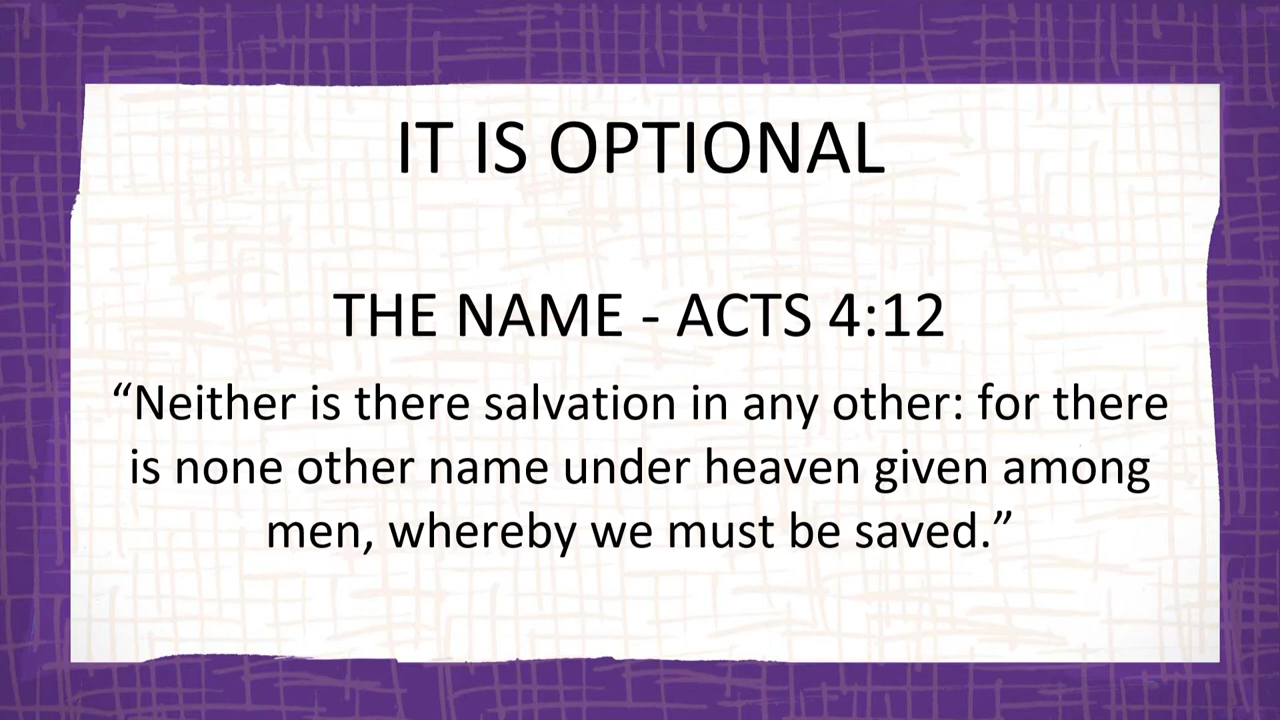 IT IS OPTIONAL
THE NAME - ACTS 4:12
“Neither is there salvation in any other: for there
is none other name under heaven given among
men, whereby we must be saved.”